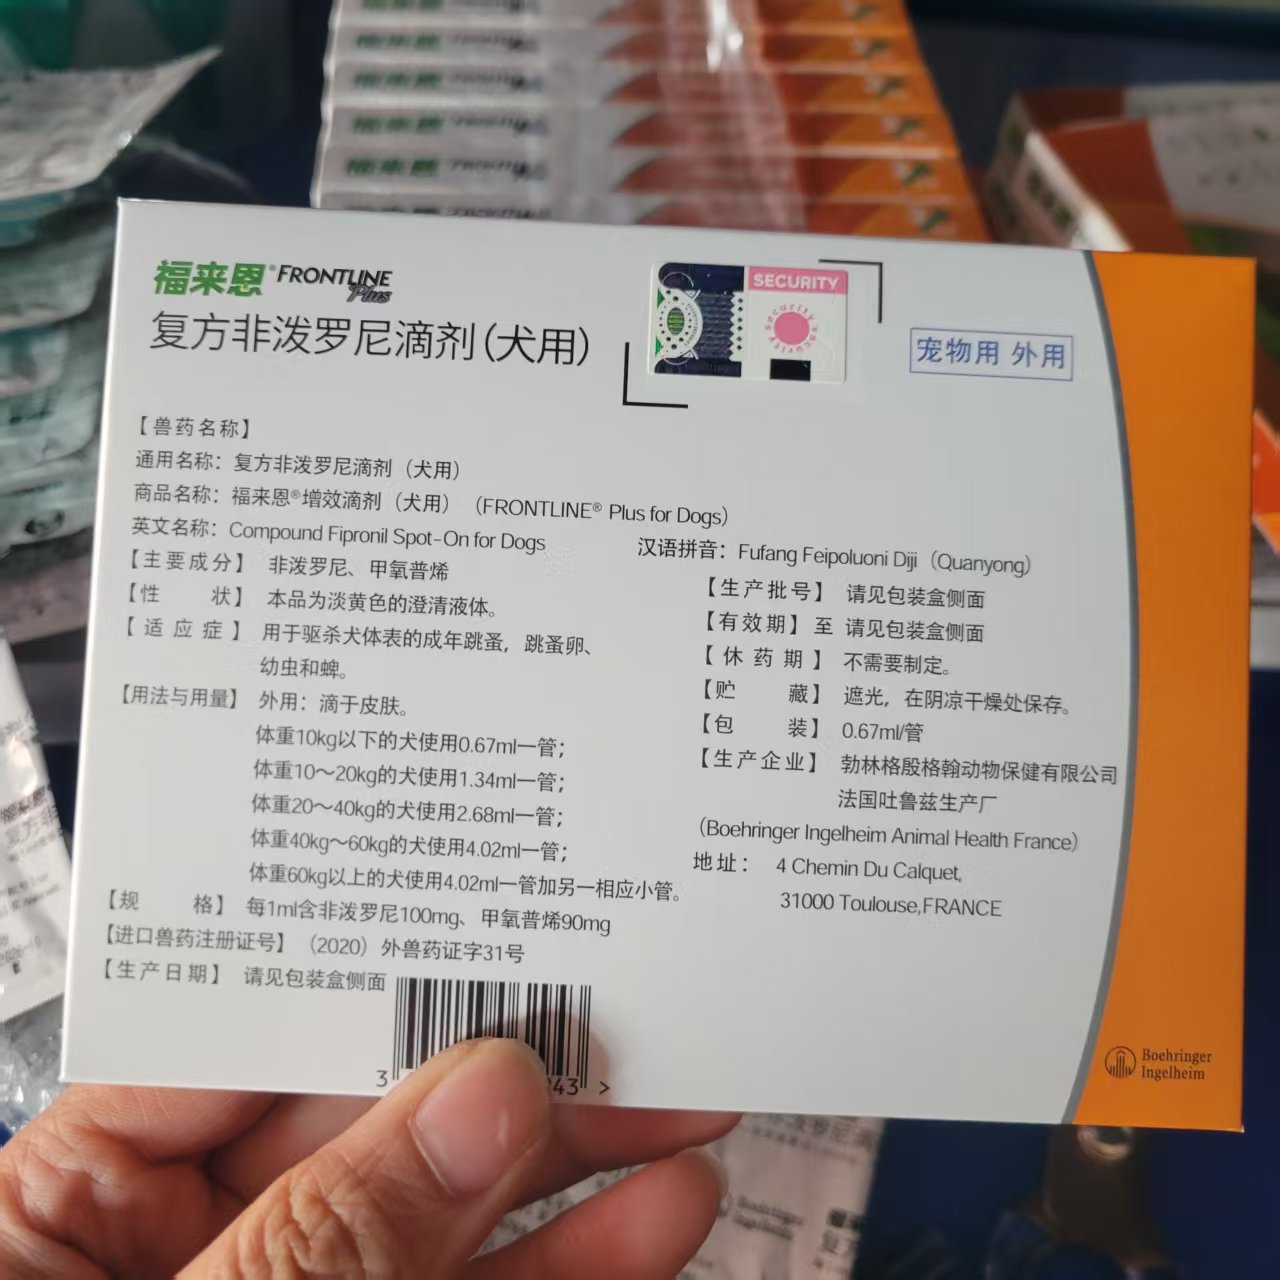 福来恩® FRONTLINE Plus
复方非泼罗尼滴剂（犬用）
SECURITY
security security
宠物用 外用
【兽药名称】
通用名称：复方非泼罗尼滴剂（犬用）
商品名称：福来恩®增效滴剂（犬用）（FRONTLINE® Plus for Dogs）
英文名称：Compound Fipronil Spot-On for Dogs
汉语拼音：Fufang Feipoluoni Diji（Quanyong）
【主要成分】 非泼罗尼、甲氧普烯
【性 状】 本品为淡黄色的澄清液体。
【适应症】 用于驱杀犬体表的成年跳蚤，跳蚤卵、
幼虫和蜱。
【用法与用量】 外用：滴于皮肤。
体重10kg以下的犬使用0.67ml一管；
体重10～20kg的犬使用1.34ml一管；
体重20～40kg的犬使用2.68ml一管；
体重40kg～60kg的犬使用4.02ml一管；
体重60kg以上的犬使用4.02ml一管加另一相应小管。
【规 格】 每1ml含非泼罗尼100mg、甲氧普烯90mg
【进口兽药注册证号】（2020）外兽药证字31号
【生产日期】 请见包装盒侧面
【生产批号】 请见包装盒侧面
【有效期】至 请见包装盒侧面
【休药期】 不需要制定。
【贮 藏】 遮光，在阴凉干燥处保存。
【包 装】 0.67ml/管
【生产企业】 勃林格殷格翰动物保健有限公司
法国吐鲁兹生产厂
（Boehringer Ingelheim Animal Health France）
地址： 4 Chemin Du Calquet,
31000 Toulouse,FRANCE
3
43 >
Boehringer
Ingelheim